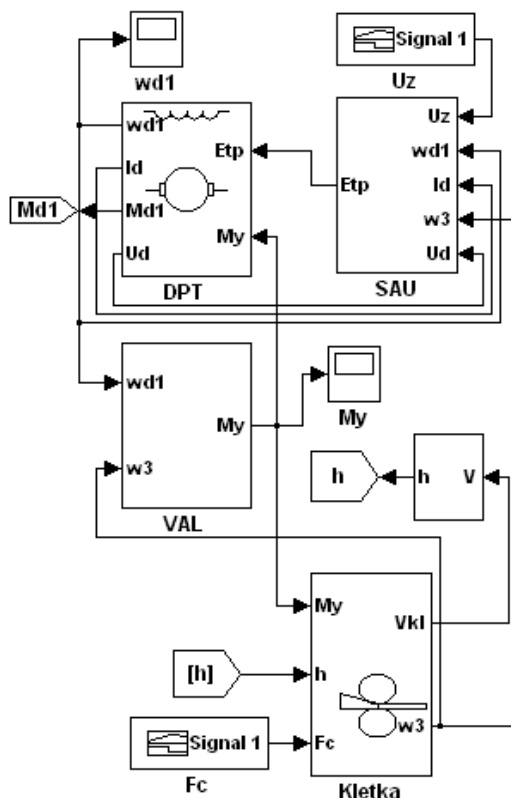 Signal 1
wd1
Uz
wd1
Uz
Etp
wd1
Id
Etp
Id
Md1
Md1
w3
My
Ud
Ud
DPT
SAU
wd1
My
My
h
h
V
w3
VAL
My
Vkl
[h]
h
Signal 1
Fc
w3
Fc
Kletka